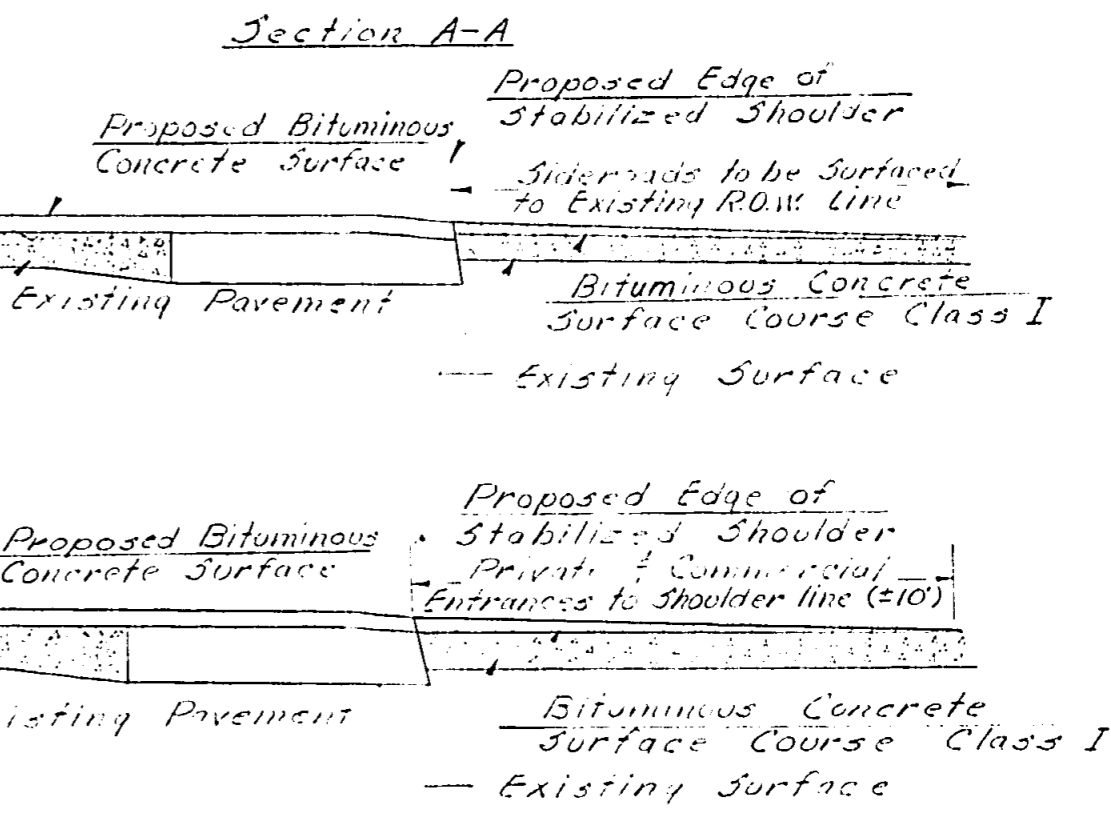 Section A-A
Proposed Edge of
Stabilized Shoulder
Proposed Bituminous
Concrete Surface
Sideroads to be Surfaced
to Existing R.O.W. Line
Existing Pavement
Bituminous Concrete
Surface Course Class I
Existing Surface
Proposed Edge of
Stabilized Shoulder
Proposed Bituminous
Concrete Surface
Private & Commercial
Entrances to Shoulder line (±10')
isting Pavement
Bituminous Concrete
Surface Course Class I
Existing Surface